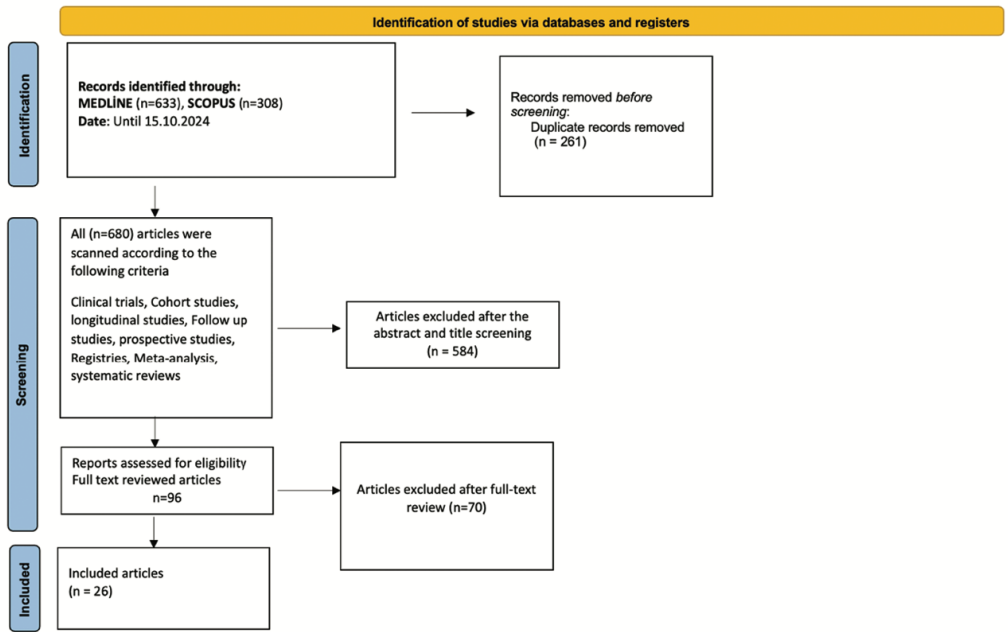 Identification of studies via databases and registers
Identification
Records identified through:
MEDLİNE (n=633), SCOPUS (n=308)
Date: Until 15.10.2024
Records removed before
screening:
Duplicate records removed
(n = 261)
Screening
All (n=680) articles were
scanned according to the
following criteria
Clinical trials, Cohort studies,
longitudinal studies, Follow up
studies, prospective studies,
Registries, Meta-analysis,
systematic reviews
Articles excluded after the
abstract and title screening
(n = 584)
Reports assessed for eligibility
Full text reviewed articles
n=96
Articles excluded after full-text
review (n=70)
Included
Included articles
(n = 26)